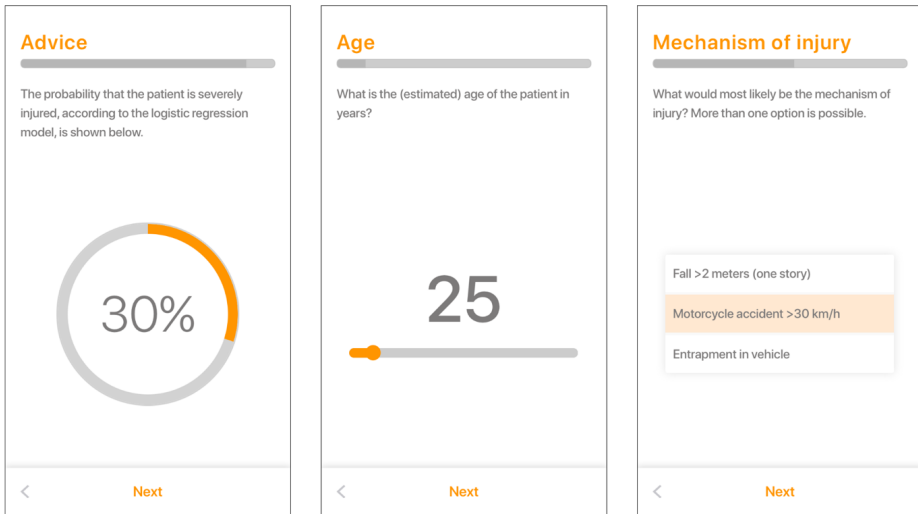 Advice
The probability that the patient is severely
injured, according to the logistic regression
model, is shown below.
30%
Next
Age
What is the (estimated) age of the patient in
years?
25
Next
Mechanism of injury
What would most likely be the mechanism of
injury? More than one option is possible.
Fall >2 meters (one story)
Motorcycle accident >30 km/h
Entrapment in vehicle
Next